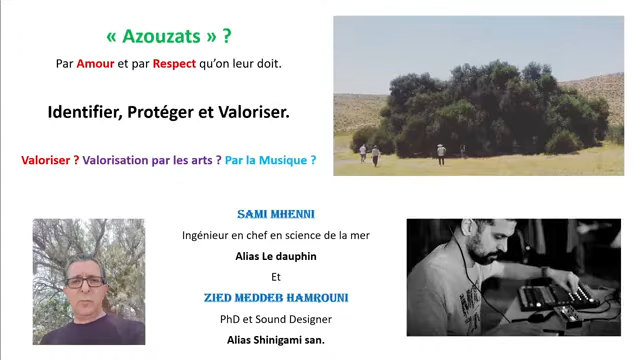 « Azouzats » ?
Par Amour et par Respect qu’on leur doit.
Identifier, Protéger et Valoriser.
Valoriser ? Valorisation par les arts ? Par la Musique ?
SAMI MHENNI
Ingénieur en chef en science de la mer
Alias Le dauphin
Et
ZIED MEDDEB HAMROUNI
PhD et Sound Designer
Alias Shinigami san.